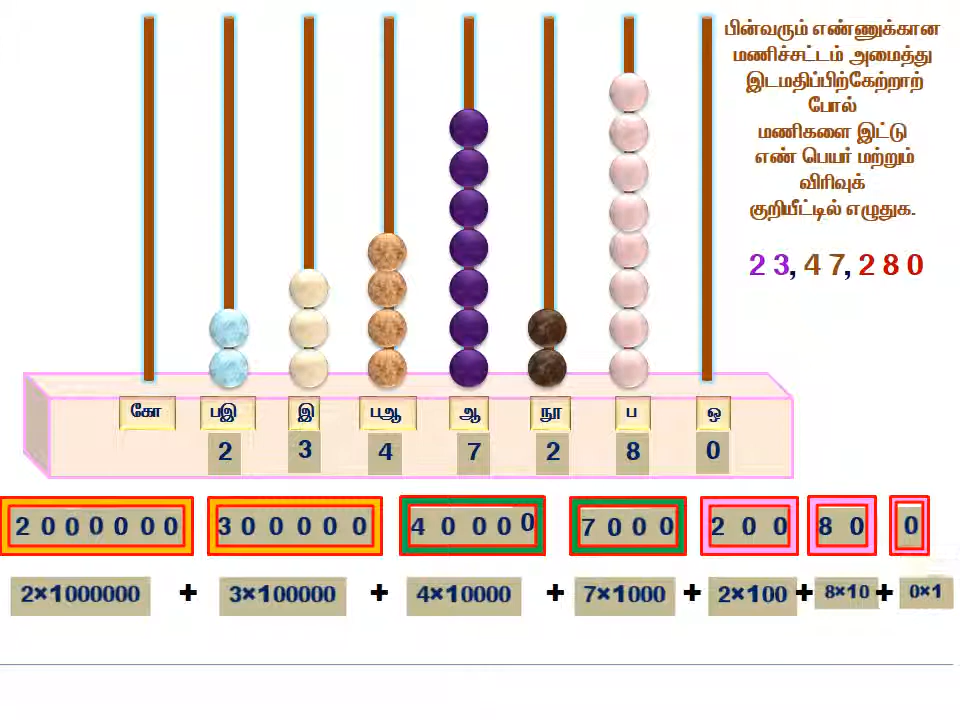 பின்வரும் எண்ணுக்கான
மணிச்சட்டம் அமைத்து
இடமதிப்பிற்கேற்றாற்
போல்
மணிகளை இட்டு
எண் பெயர் மற்றும்
விரிவுக்
குறியீட்டில் எழுதுக.
23, 47, 280
கோ பஇ இ பஆ ஆ நூ ப ஒ
2 3 4 7 2 8 0
2000000 300000 40000 7000 200 80 0
2×1000000 + 3×100000 + 4×10000 + 7×1000 + 2×100 + 8×10 + 0×1